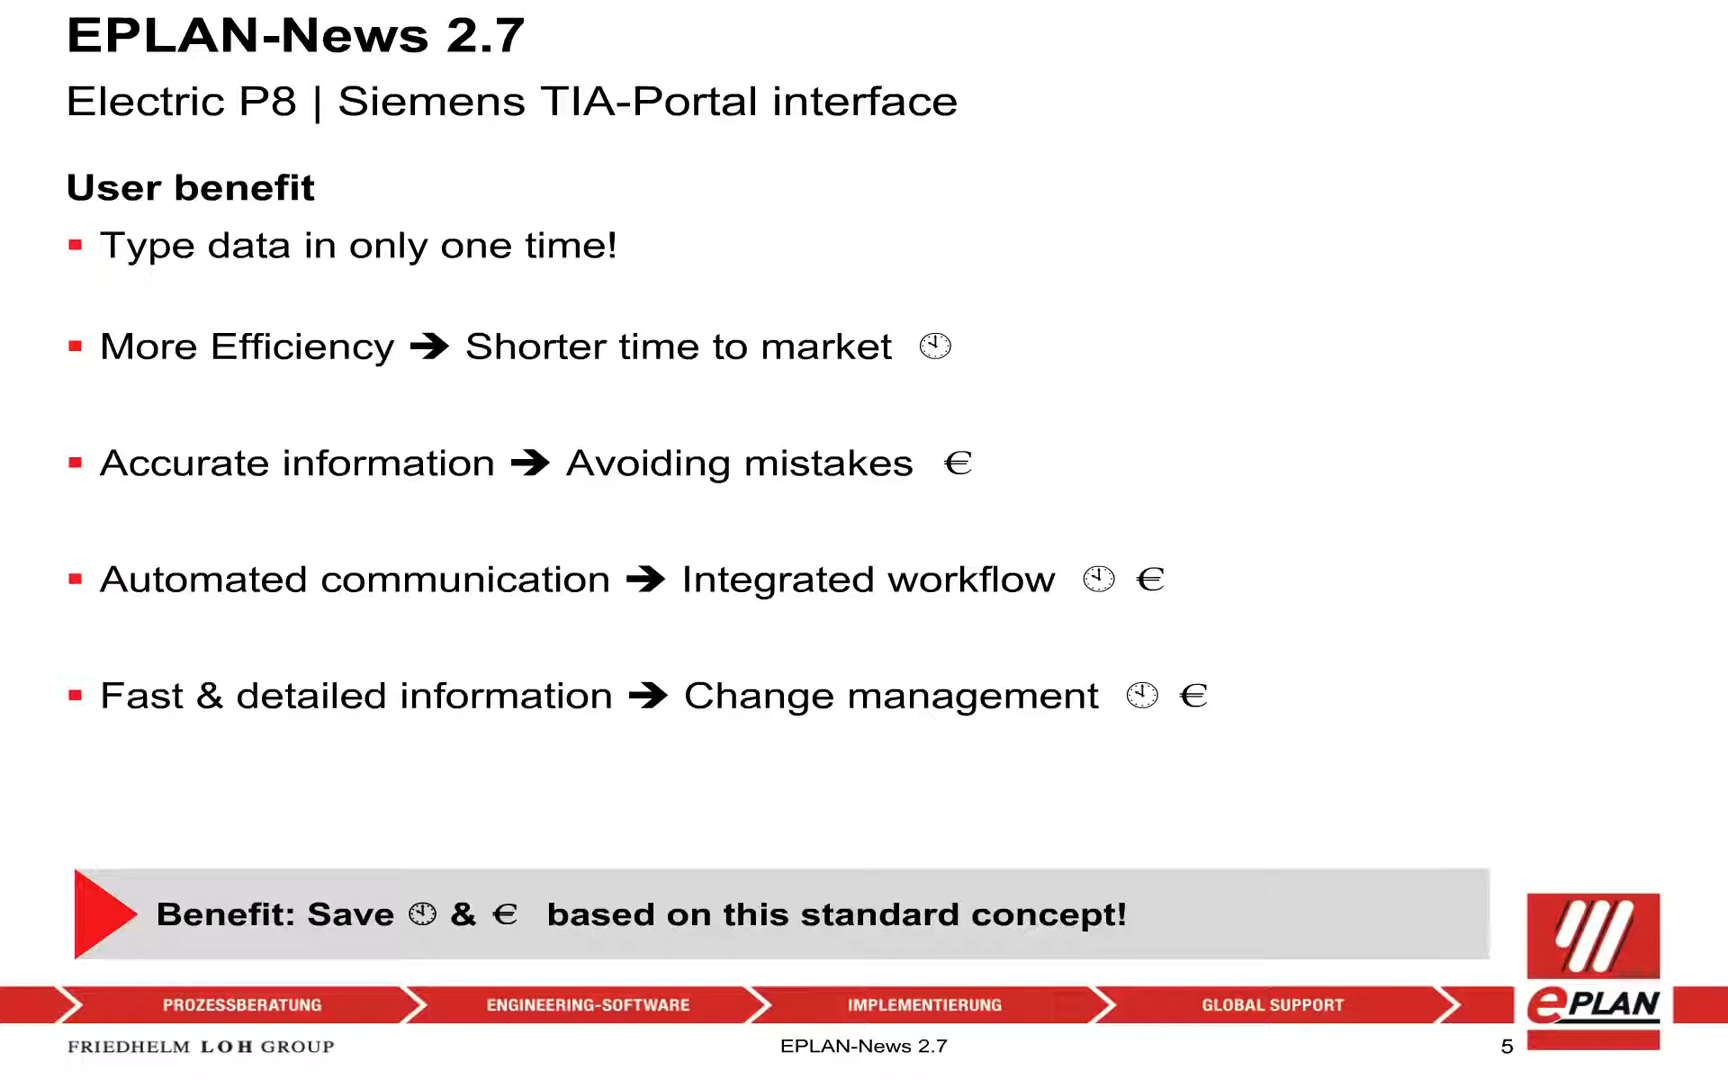 EPLAN-News 2.7
Electric P8 | Siemens TIA-Portal interface
User benefit
▪ Type data in only one time!
▪ More Efficiency ➔ Shorter time to market 🕙
▪ Accurate information ➔ Avoiding mistakes €
▪ Automated communication ➔ Integrated workflow 🕙 €
▪ Fast & detailed information ➔ Change management 🕙 €
Benefit: Save 🕙 & € based on this standard concept!
PROZESSBERATUNG ENGINEERING-SOFTWARE IMPLEMENTIERUNG GLOBAL SUPPORT
ePLAN
FRIEDHELM LOH GROUP EPLAN-News 2.7 5